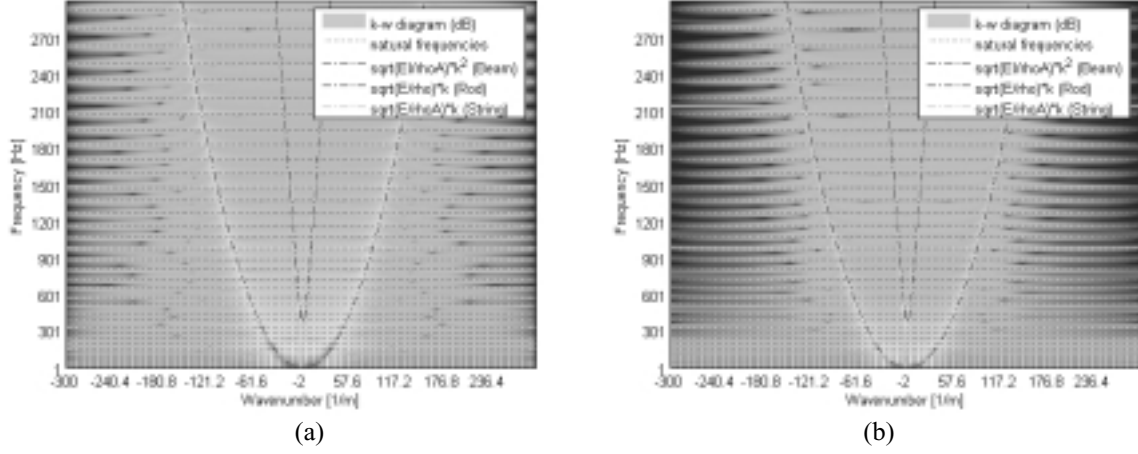 2701
2401
2101
1801
1501
1201
901
601
301
1
Frequency [Hz]
-300 -240.4 -180.8 -121.2 -61.6 -2 57.6 117.2 176.8 236.4
Wavenumber [1/m]
k-w diagram (dB)
natural frequencies
sqrt(EI/rhoA)*k^2 (Beam)
sqrt(E/rho)*k (Rod)
sqrt(E/rhoA)*k (String)
(a)
2701
2401
2101
1801
1501
1201
901
601
301
1
Frequency [Hz]
-300 -240.4 -180.8 -121.2 -61.6 -2 57.6 117.2 176.8 236.4
Wavenumber [1/m]
k-w diagram (dB)
natural frequencies
sqrt(EI/rhoA)*k^2 (Beam)
sqrt(E/rho)*k (Rod)
sqrt(E/rhoA)*k (String)
(b)